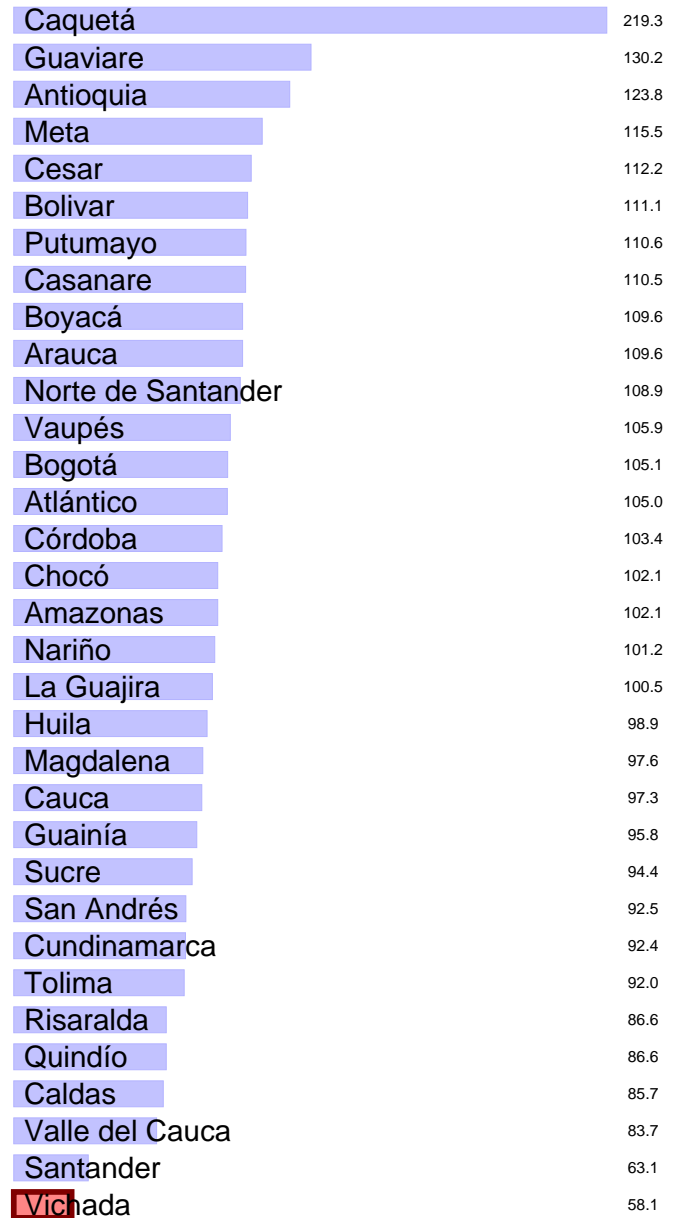 Caquetá 219.3
Guaviare 130.2
Antioquia 123.8
Meta 115.5
Cesar 112.2
Bolivar 111.1
Putumayo 110.6
Casanare 110.5
Boyacá 109.6
Arauca 109.6
Norte de Santander 108.9
Vaupés 105.9
Bogotá 105.1
Atlántico 105.0
Córdoba 103.4
Chocó 102.1
Amazonas 102.1
Nariño 101.2
La Guajira 100.5
Huila 98.9
Magdalena 97.6
Cauca 97.3
Guainía 95.8
Sucre 94.4
San Andrés 92.5
Cundinamarca 92.4
Tolima 92.0
Risaralda 86.6
Quindío 86.6
Caldas 85.7
Valle del Cauca 83.7
Santander 63.1
Vichada 58.1